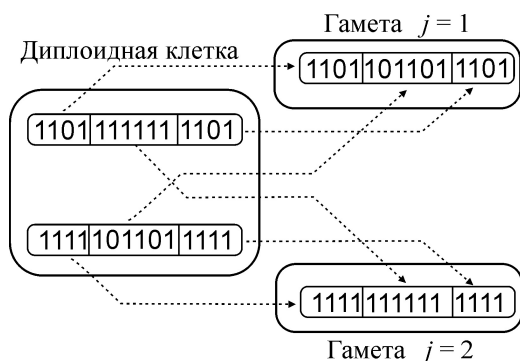 Гамета j = 1
Диплоидная клетка
1101 101101 1101
1101 111111 1101
1111 101101 1111
1111 111111 1111
Гамета j = 2